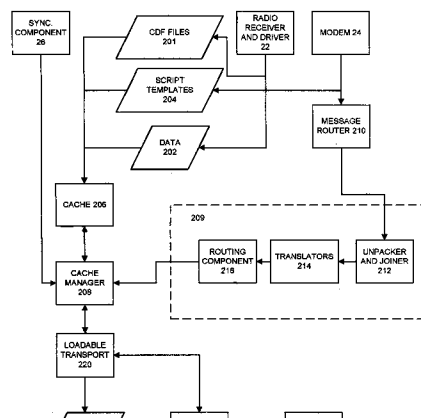 SYNC.
COMPONENT
26
CDF FILES
201
RADIO
RECEIVER
AND DRIVER
22
MODEM 24
SCRIPT
TEMPLATES
204
MESSAGE
ROUTER 210
DATA
202
CACHE 206
209
ROUTING
COMPONENT
216
TRANSLATORS
214
UNPACKER
AND JOINER
212
CACHE
MANAGER
208
LOADABLE
TRANSPORT
220